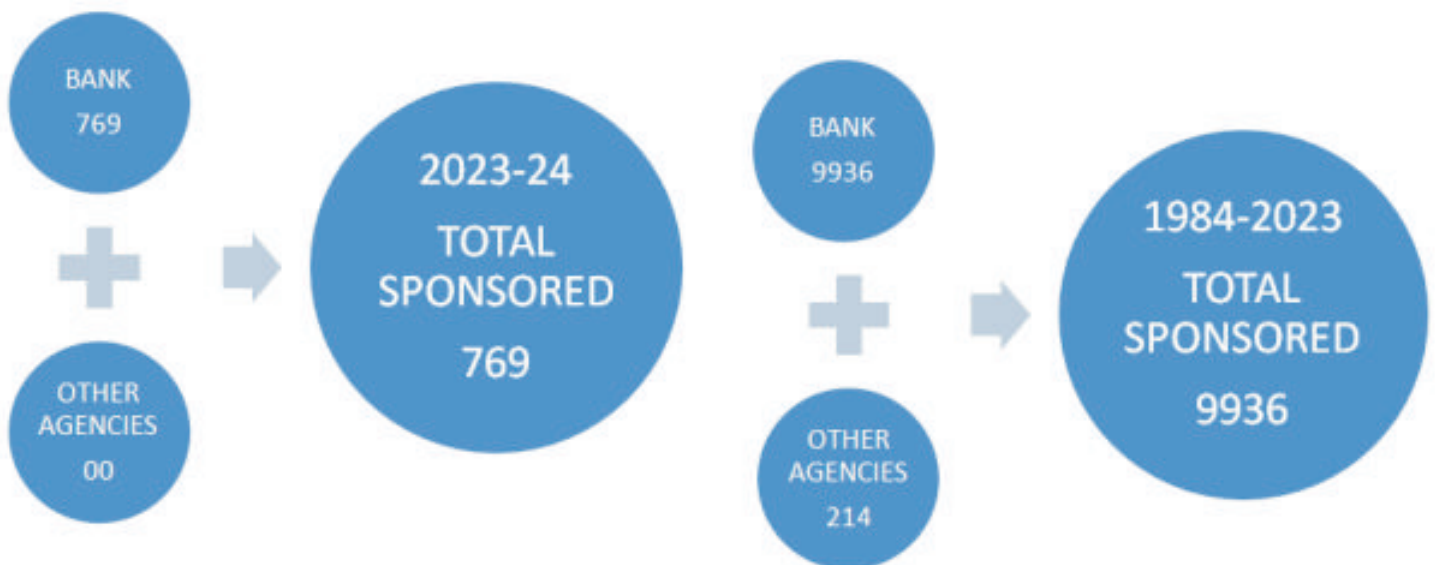 BANK
769
OTHER
AGENCIES
00
2023-24
TOTAL
SPONSORED
769
BANK
9936
OTHER
AGENCIES
214
1984-2023
TOTAL
SPONSORED
9936